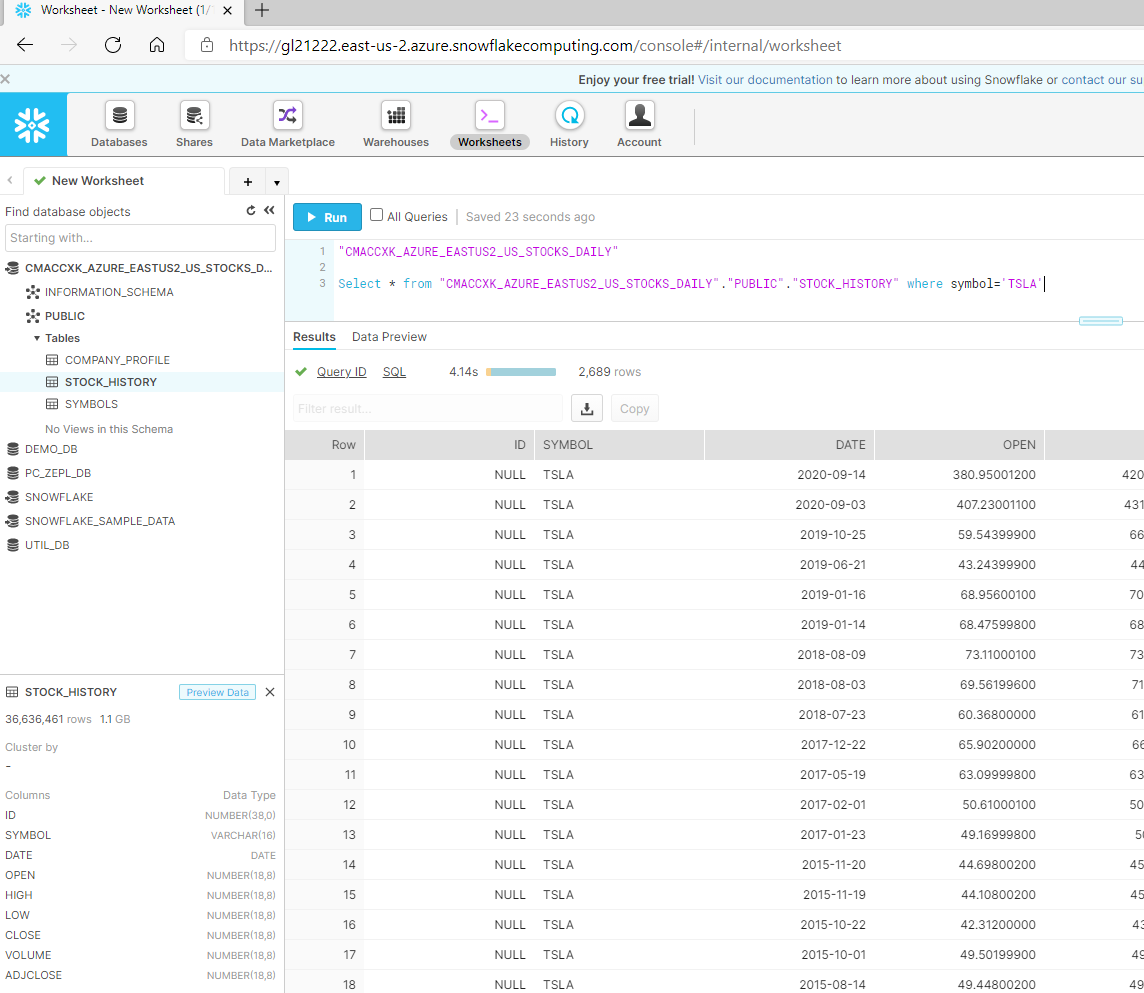 Worksheet - New Worksheet (1/
https://gl21222.east-us-2.azure.snowflakecomputing.com/console#/internal/worksheet
Enjoy your free trial! Visit our documentation to learn more about using Snowflake or contact our su
Databases Shares Data Marketplace Warehouses Worksheets History Account
New Worksheet
Find database objects
Starting with...
CMACCXK_AZURE_EASTUS2_US_STOCKS_D...
INFORMATION_SCHEMA
PUBLIC
Tables
COMPANY_PROFILE
STOCK_HISTORY
SYMBOLS
No Views in this Schema
DEMO_DB
PC_ZEPL_DB
SNOWFLAKE
SNOWFLAKE_SAMPLE_DATA
UTIL_DB
STOCK_HISTORY Preview Data
36,636,461 rows 1.1 GB
Cluster by
-
Columns Data Type
ID NUMBER(38,0)
SYMBOL VARCHAR(16)
DATE DATE
OPEN NUMBER(18,8)
HIGH NUMBER(18,8)
LOW NUMBER(18,8)
CLOSE NUMBER(18,8)
VOLUME NUMBER(18,8)
ADJCLOSE NUMBER(18,8)
Run All Queries Saved 23 seconds ago
1 "CMACCXK_AZURE_EASTUS2_US_STOCKS_DAILY"
2
3 Select * from "CMACCXK_AZURE_EASTUS2_US_STOCKS_DAILY"."PUBLIC"."STOCK_HISTORY" where symbol='TSLA'
Results Data Preview
Query ID SQL 4.14s 2,689 rows
Filter result... Copy
Row ID SYMBOL DATE OPEN
1 NULL TSLA 2020-09-14 380.95001200 420
2 NULL TSLA 2020-09-03 407.23001100 431
3 NULL TSLA 2019-10-25 59.54399900 66
4 NULL TSLA 2019-06-21 43.24399900 44
5 NULL TSLA 2019-01-16 68.95600100 70
6 NULL TSLA 2019-01-14 68.47599800 68
7 NULL TSLA 2018-08-09 73.11000100 73
8 NULL TSLA 2018-08-03 69.56199600 71
9 NULL TSLA 2018-07-23 60.36800000 61
10 NULL TSLA 2017-12-22 65.90200000 66
11 NULL TSLA 2017-05-19 63.09999800 63
12 NULL TSLA 2017-02-01 50.61000100 50
13 NULL TSLA 2017-01-23 49.16999800
14 NULL TSLA 2015-11-20 44.69800200 45
15 NULL TSLA 2015-11-19 44.10800200 45
16 NULL TSLA 2015-10-22 42.31200000 43
17 NULL TSLA 2015-10-01 49.50199900 49
18 NULL TSLA 2015-08-14 49.44800200 49